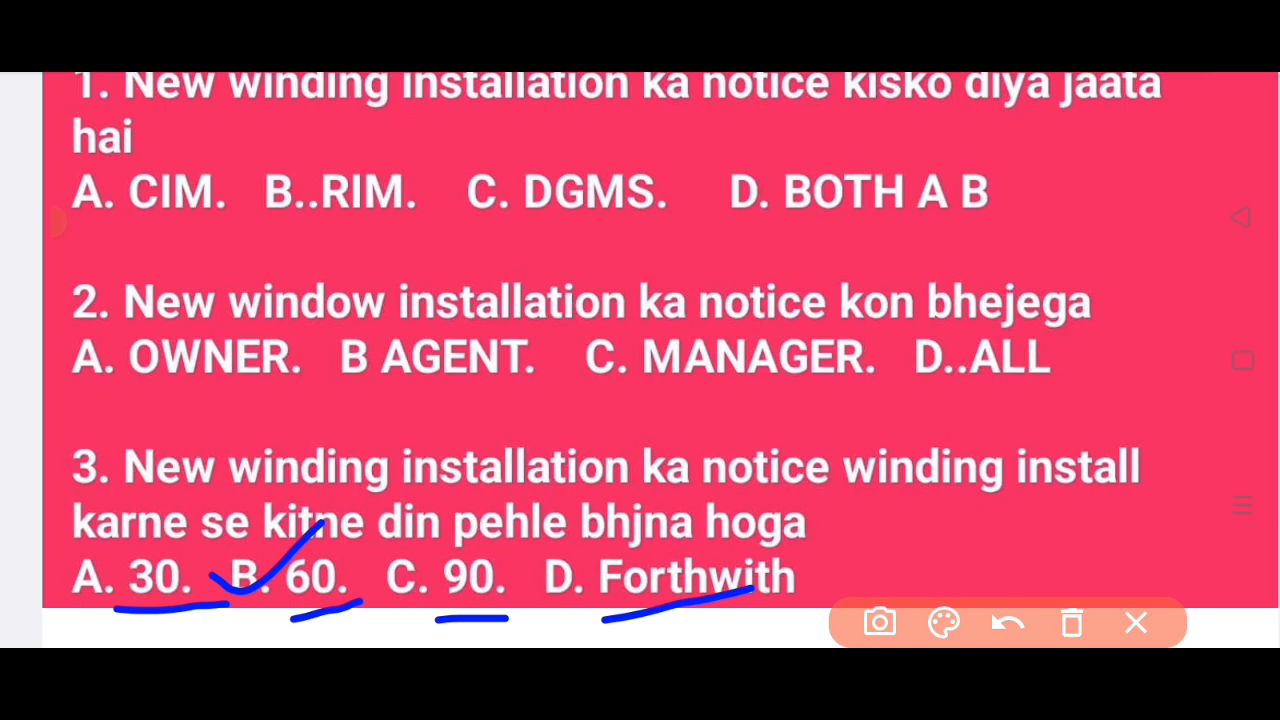 1. New winding installation ka notice kisko diya jaata
hai
A. CIM. B..RIM. C. DGMS. D. BOTH A B
2. New window installation ka notice kon bhejega
A. OWNER. B AGENT. C. MANAGER. D..ALL
3. New winding installation ka notice winding install
karne se kitne din pehle bhjna hoga
A. 30. B. 60. C. 90. D. Forthwith